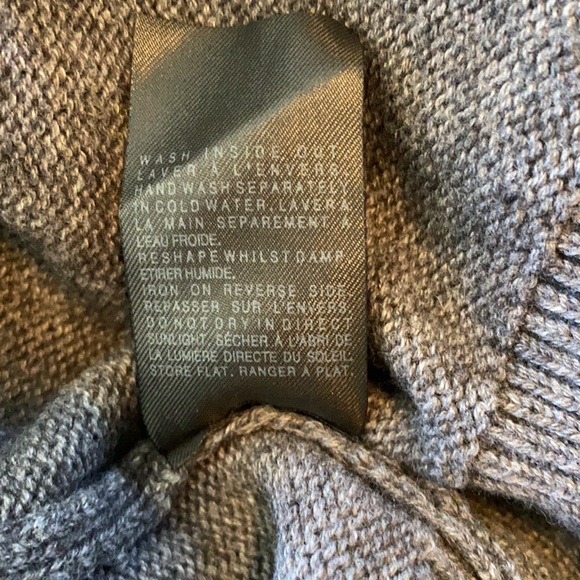 WASH INSIDE OUT
LAVER À L'ENVERS
HAND WASH SEPARATELY
IN COLD WATER. LAVER A
LA MAIN SEPAREMENT À
L'EAU FROIDE.
RESHAPE WHILST DAMP
ETIRER HUMIDE.
IRON ON REVERSE SIDE
REPASSER SUR L'ENVERS
DO NOT DRY IN DIRECT
SUNLIGHT. SÉCHER À L'ABRI DE
LA LUMIÈRE DIRECTE DU SOLEIL.
STORE FLAT. RANGER À PLAT.